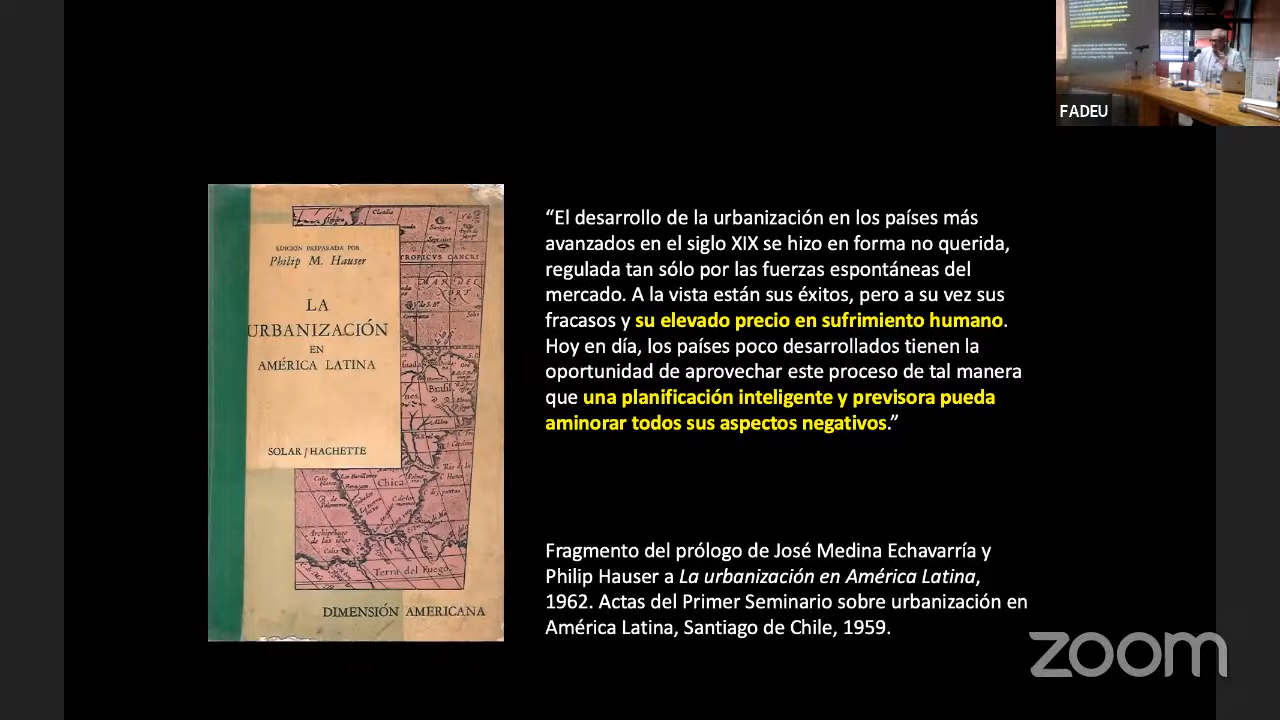 FADEU
EDICIÓN PREPARADA POR
Philip M. Hauser
LA
URBANIZACIÓN
EN
AMÉRICA LATINA
SOLAR / HACHETTE
TROPICVS CANCRI
Brasil
Chica
Terra del Fuego
DIMENSIÓN AMERICANA
“El desarrollo de la urbanización en los países más
avanzados en el siglo XIX se hizo en forma no querida,
regulada tan sólo por las fuerzas espontáneas del
mercado. A la vista están sus éxitos, pero a su vez sus
fracasos y su elevado precio en sufrimiento humano.
Hoy en día, los países poco desarrollados tienen la
oportunidad de aprovechar este proceso de tal manera
que una planificación inteligente y previsora pueda
aminorar todos sus aspectos negativos.”
Fragmento del prólogo de José Medina Echavarría y
Philip Hauser a La urbanización en América Latina,
1962. Actas del Primer Seminario sobre urbanización en
América Latina, Santiago de Chile, 1959.
zoom